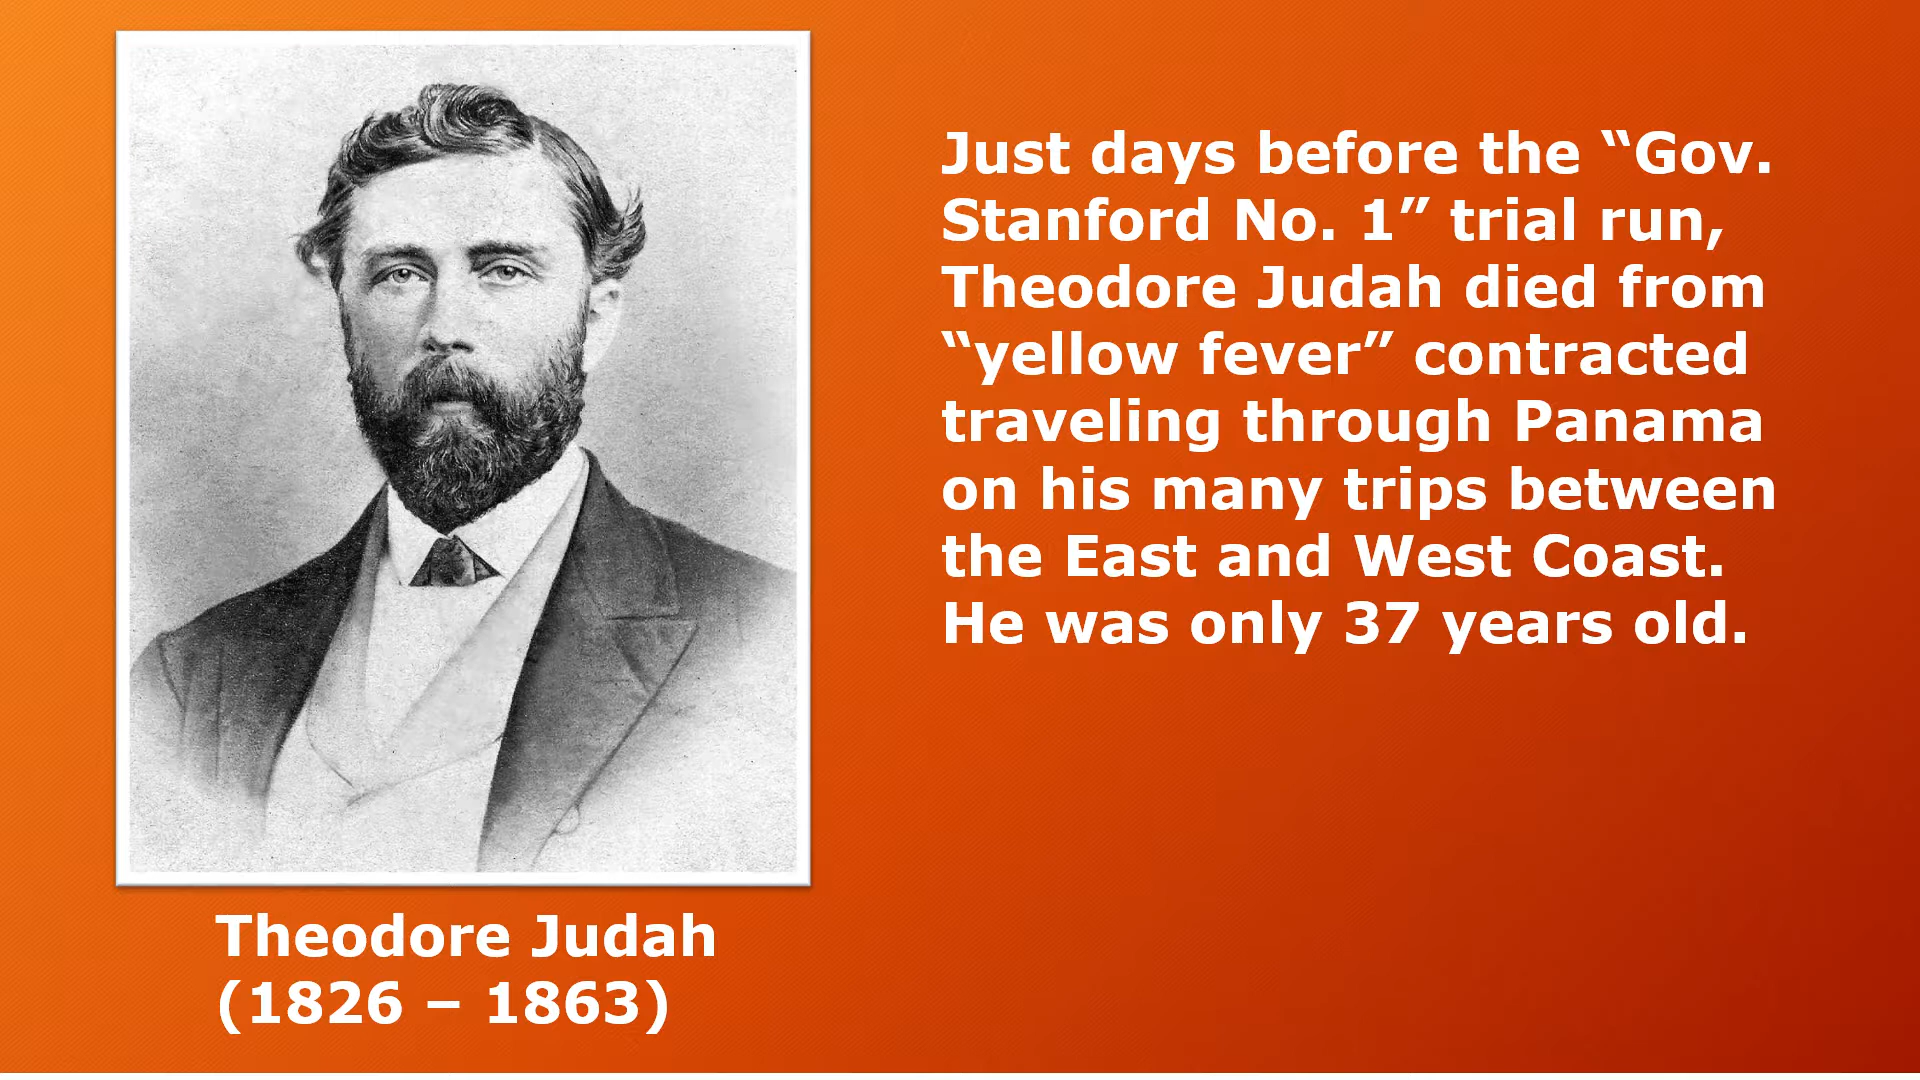 Just days before the “Gov.
Stanford No. 1” trial run,
Theodore Judah died from
“yellow fever” contracted
traveling through Panama
on his many trips between
the East and West Coast.
He was only 37 years old.
Theodore Judah
(1826 – 1863)